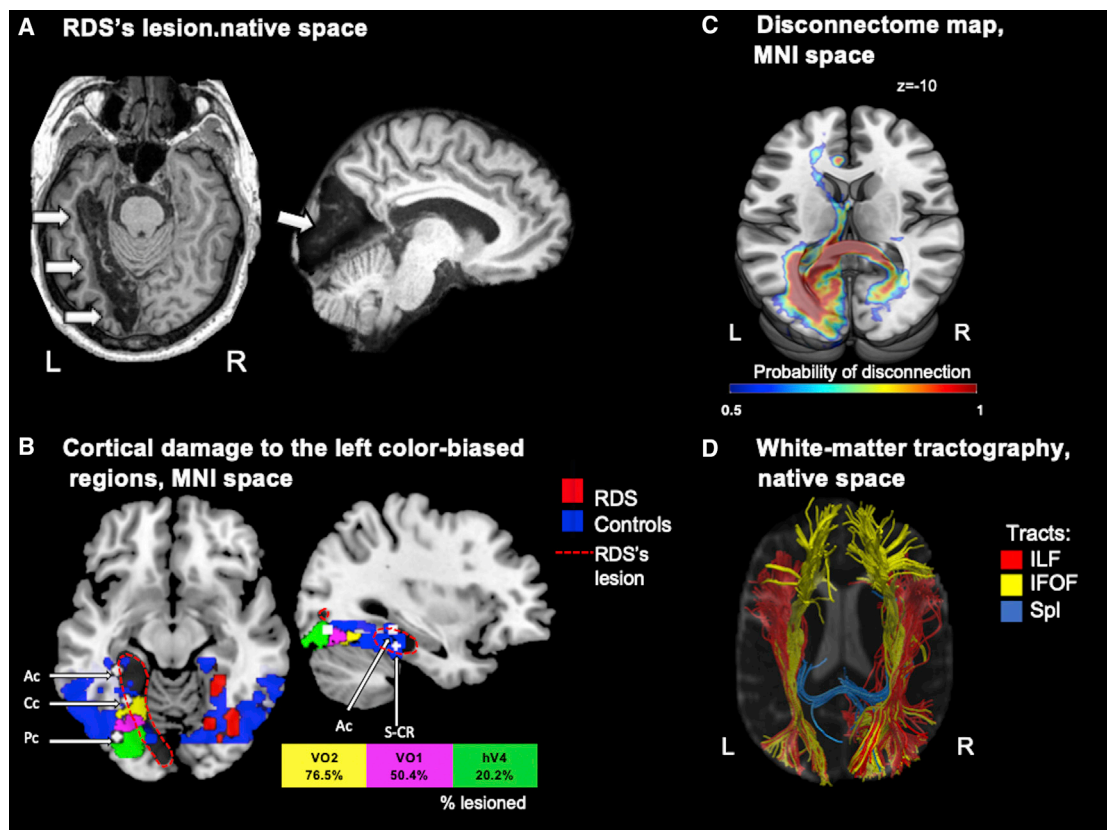 A RDS's lesion.native space
L R
B Cortical damage to the left color-biased
regions, MNI space
RDS
Controls
RDS's
lesion
Ac
Cc
Pc
Ac
S-CR
VO2 VO1 hV4
76.5% 50.4% 20.2%
% lesioned
C Disconnectome map,
MNI space
z=-10
L R
Probability of disconnection
0.5 1
D White-matter tractography,
native space
Tracts:
ILF
IFOF
Spl
L R